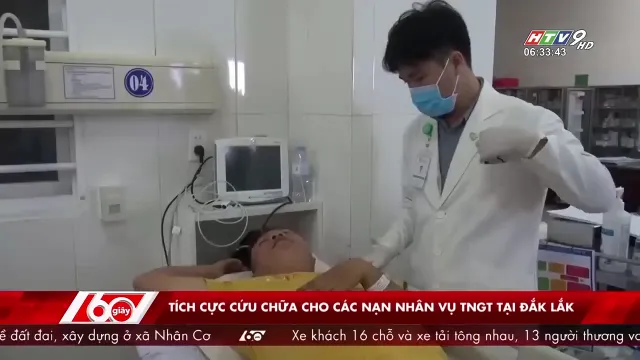 HTV9 HD
06:33:43
04
60 giây
TÍCH CỰC CỨU CHỮA CHO CÁC NẠN NHÂN VỤ TNGT TẠI ĐẮK LẮK
ề đất đai, xây dựng ở xã Nhân Cơ 60 Xe khách 16 chỗ và xe tải tông nhau, 13 người thương v